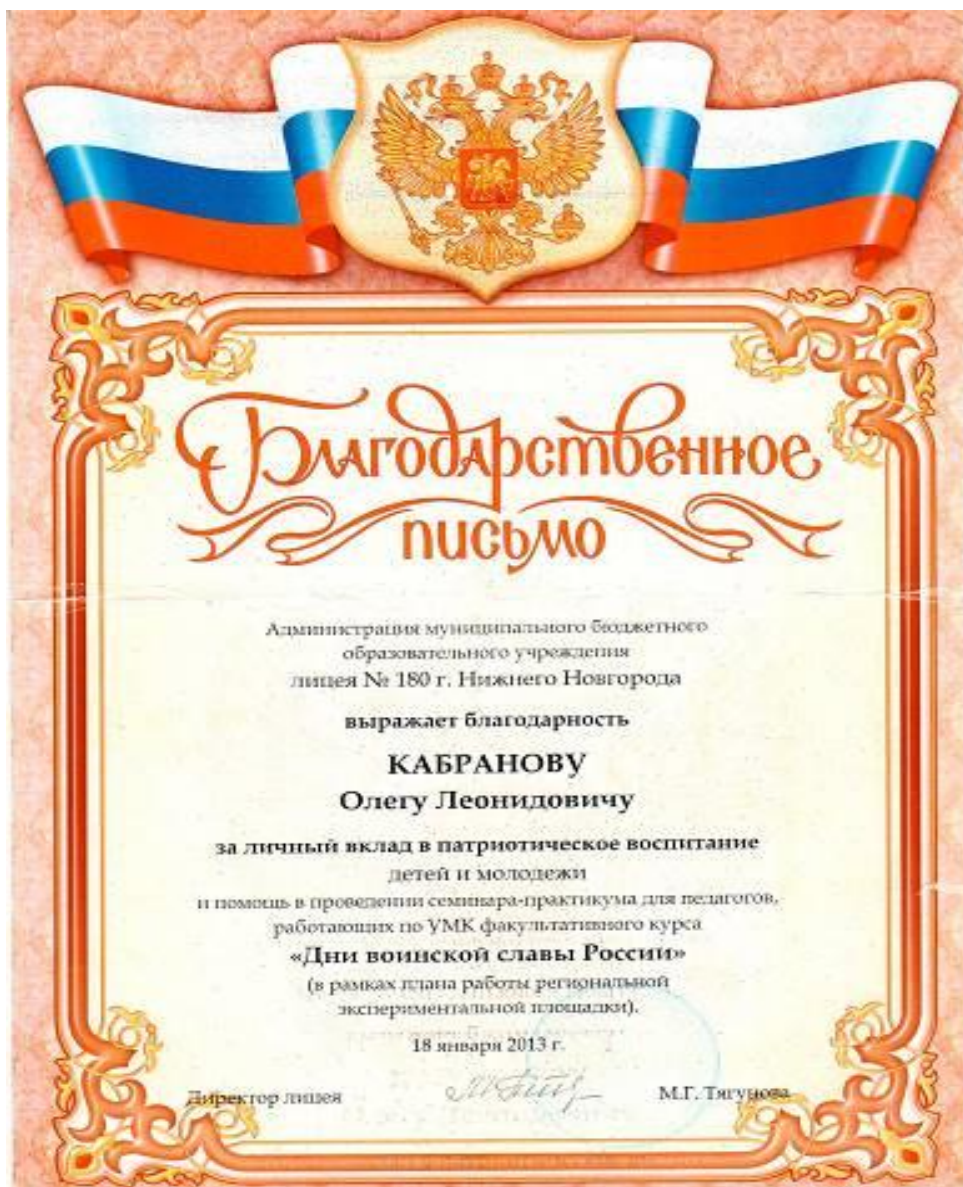 Благодарственное
письмо
Администрация муниципального бюджетного
образовательного учреждения
лицея № 180 г. Нижнего Новгорода
выражает благодарность
КАБРАНОВУ
Олегу Леонидовичу
за личный вклад в патриотическое воспитание
детей и молодежи
и помощь в проведении семинара-практикума для педагогов,
работающих по УМК факультативного курса
«Дни воинской славы России»
(в рамках плана работы региональной
экспериментальной площадки).
18 января 2013 г.
Директор лицея М.Г. Тягунова